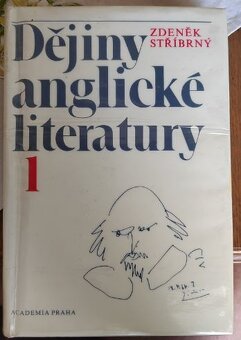 Dějiny
ZDENĚK
STŘÍBRNÝ
anglické
literatury
1
ACADEMIA PRAHA